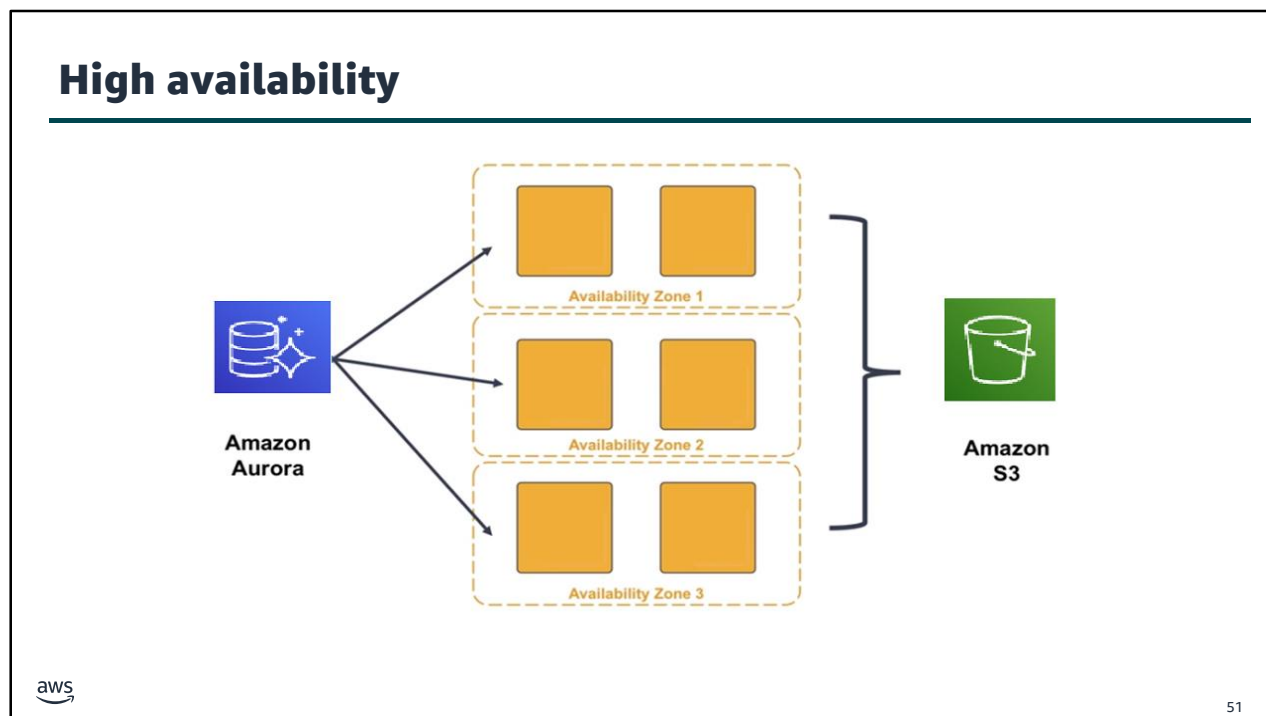 High availability
Availability Zone 1
Amazon
Aurora
Availability Zone 2
Amazon
S3
Availability Zone 3
aws
51